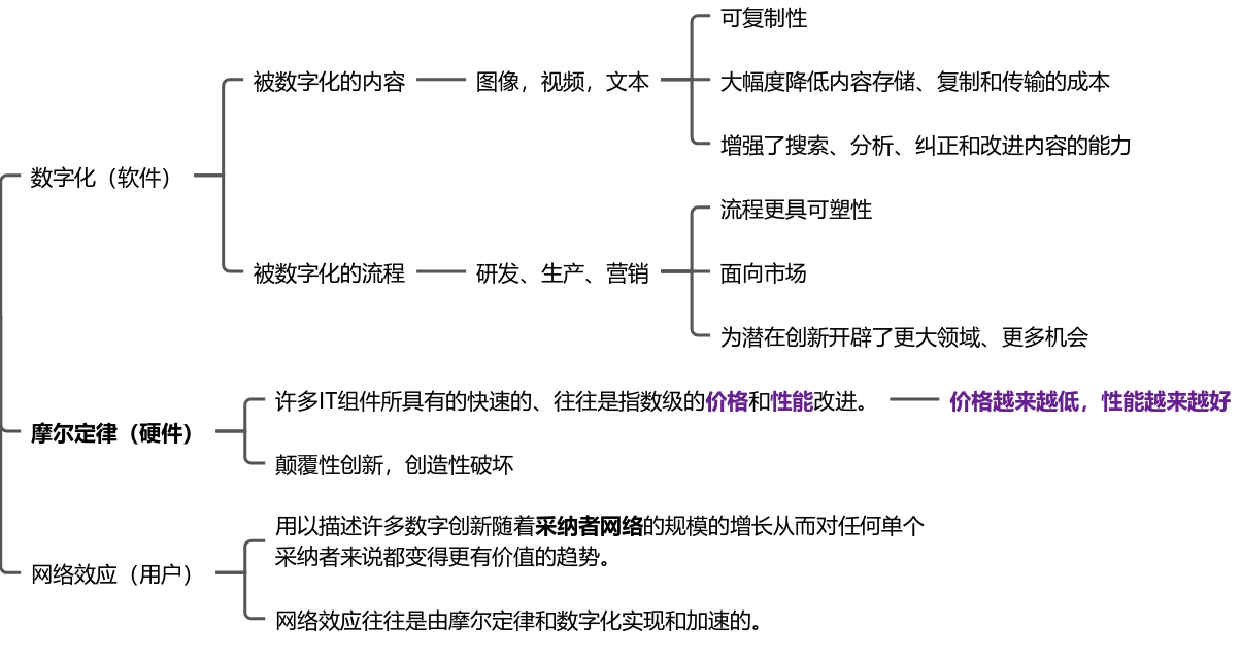 可复制性
被数字化的内容
图像，视频，文本
大幅度降低内容存储、复制和传输的成本
增强了搜索、分析、纠正和改进内容的能力
数字化（软件）
流程更具可塑性
被数字化的流程
研发、生产、营销
面向市场
为潜在创新开辟了更大领域、更多机会
许多IT组件所具有的快速的、往往是指数级的价格和性能改进。
价格越来越低，性能越来越好
摩尔定律（硬件）
颠覆性创新，创造性破坏
用以描述许多数字创新随着采纳者网络的规模的增长从而对任何单个
采纳者来说都变得更有价值的趋势。
网络效应（用户）
网络效应往往是由摩尔定律和数字化实现和加速的。